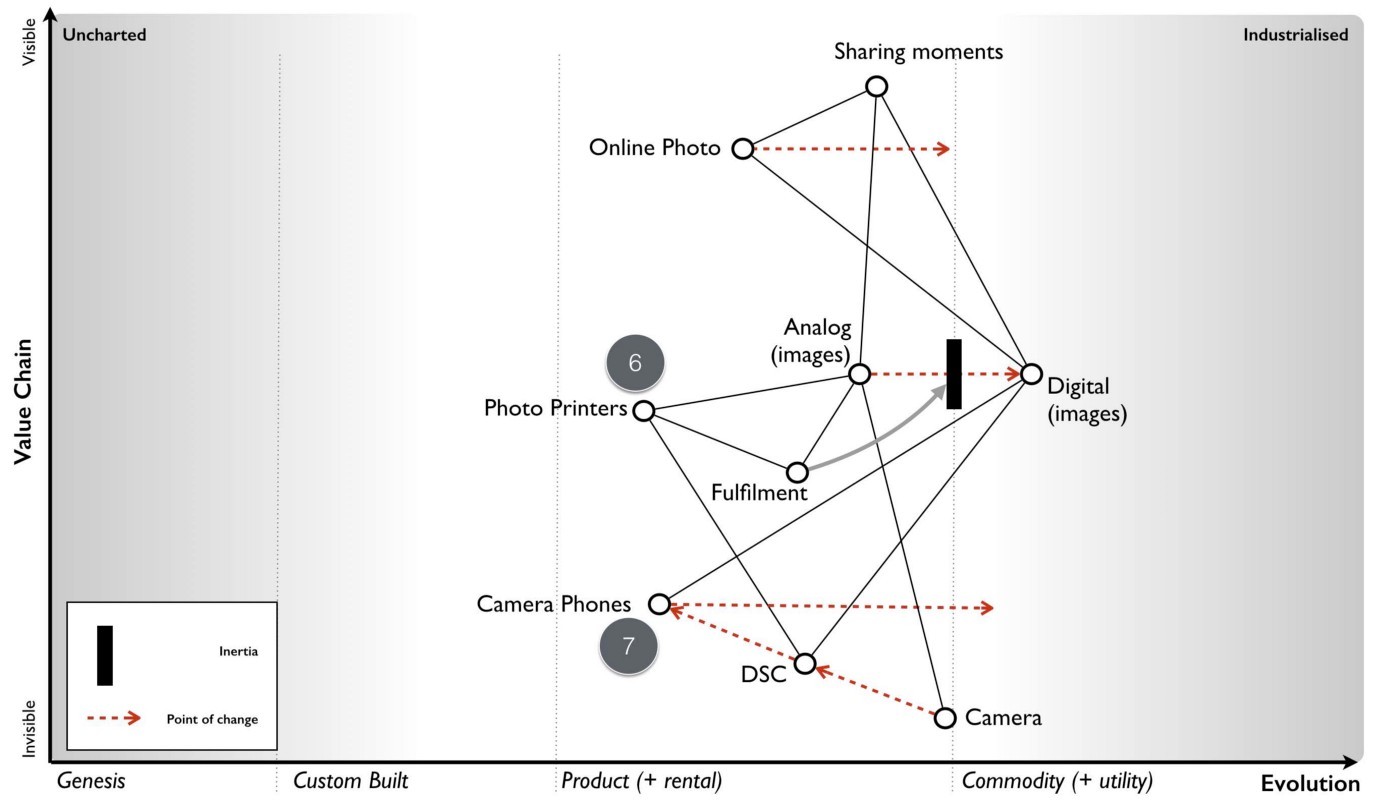 Visible
Uncharted
Industrialised
Sharing moments
Online Photo
Analog
(images)
6
Digital
(images)
Photo Printers
Value Chain
Fulfilment
Camera Phones
7
DSC
Inertia
Camera
Point of change
Invisible
Genesis
Custom Built
Product (+ rental)
Commodity (+ utility)
Evolution